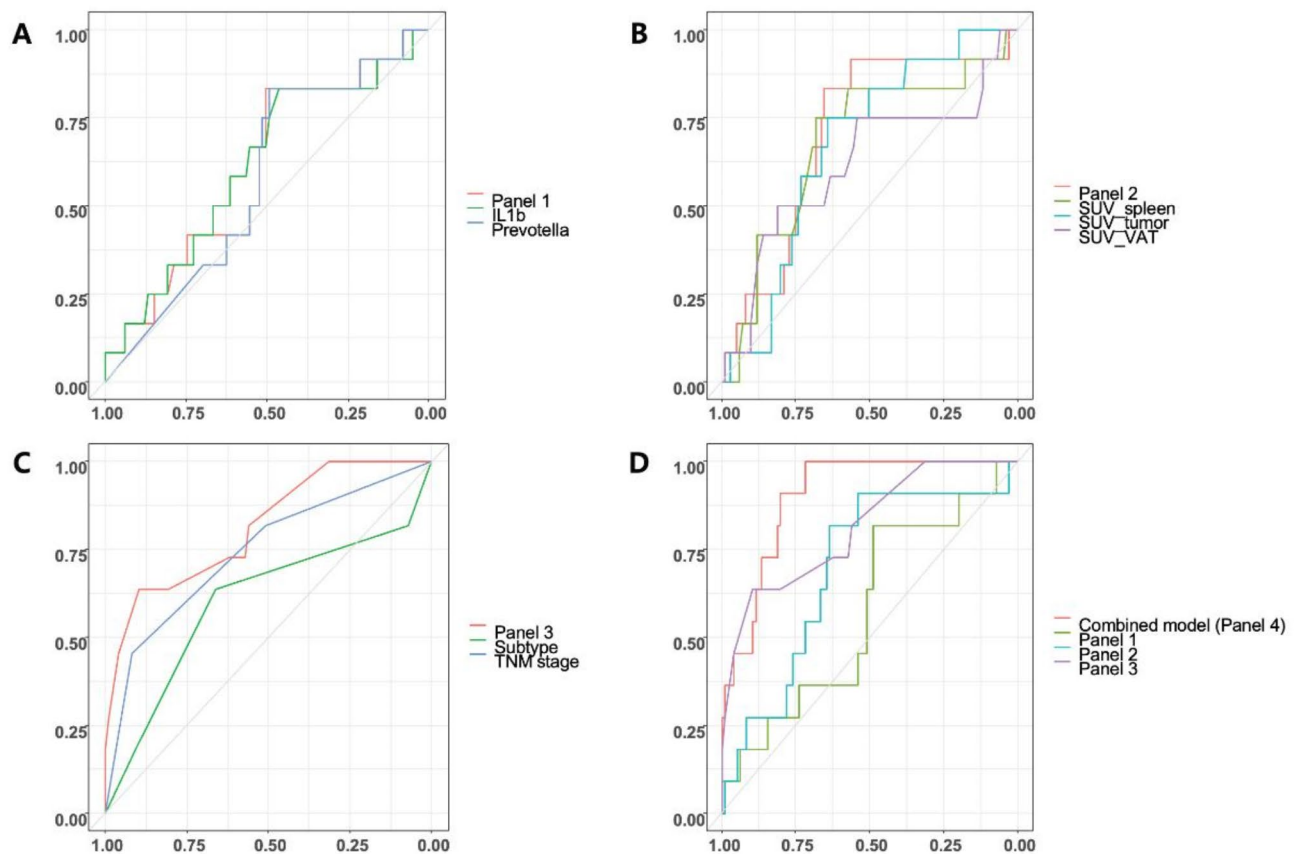 A
1.00
0.75
0.50
0.25
0.00
1.00 0.75 0.50 0.25 0.00
Panel 1
IL1b
Prevotella
B
1.00
0.75
0.50
0.25
0.00
1.00 0.75 0.50 0.25 0.00
Panel 2
SUV_spleen
SUV_tumor
SUV_VAT
C
1.00
0.75
0.50
0.25
0.00
1.00 0.75 0.50 0.25 0.00
Panel 3
Subtype
TNM stage
D
1.00
0.75
0.50
0.25
0.00
1.00 0.75 0.50 0.25 0.00
Combined model (Panel 4)
Panel 1
Panel 2
Panel 3